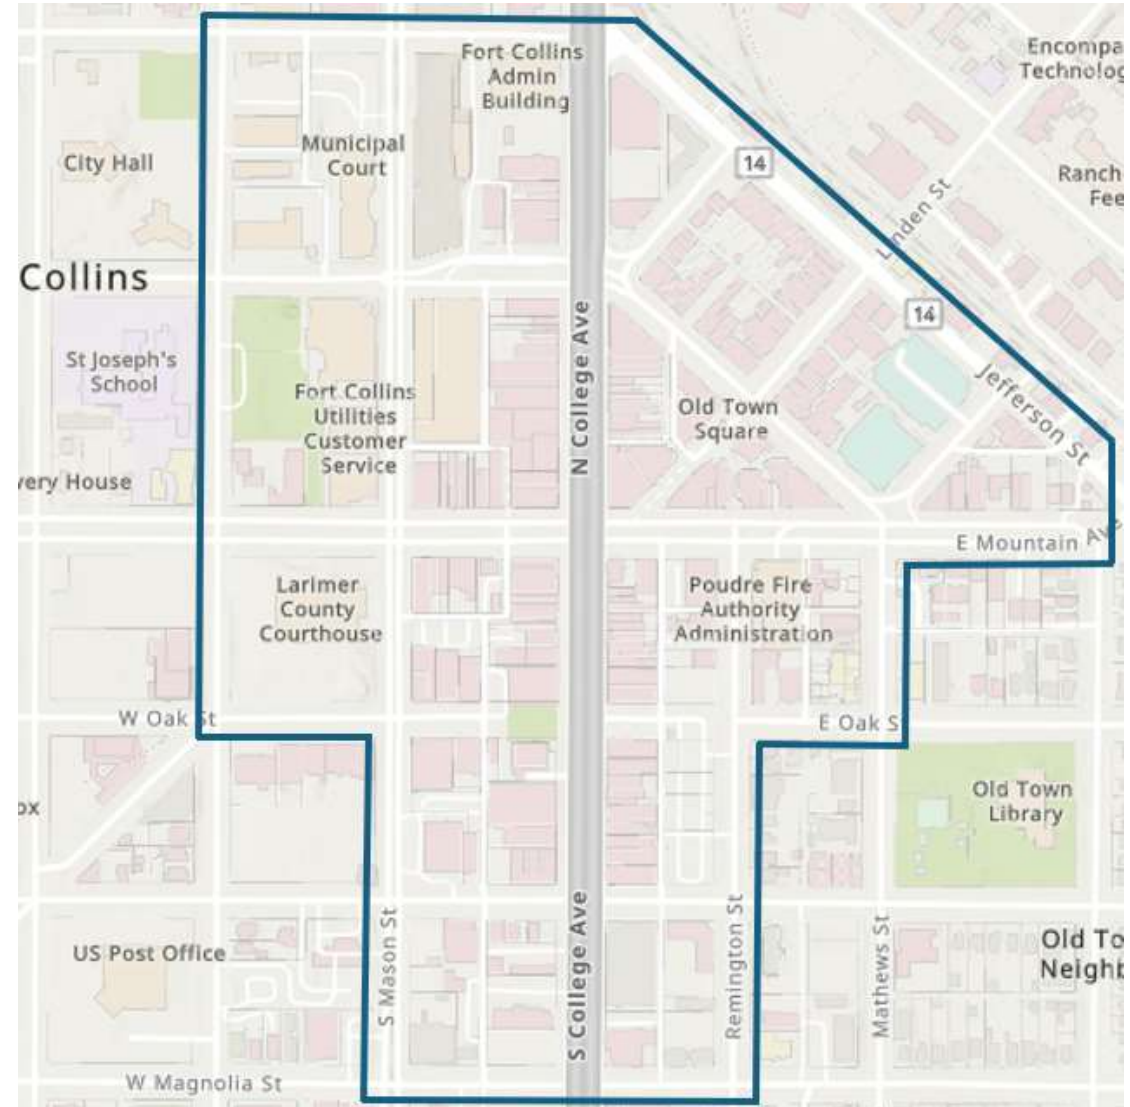 Fort Collins
Admin
Building
Encompa
Technolog
City Hall
Municipal
Court
14
Ranch
Fee
Linden St
Collins
14
St Joseph's
School
N College Ave
Fort Collins
Utilities
Customer
Service
Old Town
Square
Jefferson St
very House
E Mountain Ave
Larimer
County
Courthouse
Poudre Fire
Authority
Administration
W Oak St
E Oak S
Old Town
Library
ox
US Post Office
S Mason St
S College Ave
Remington St
Mathews St
Old To
Neighb
W Magnolia St